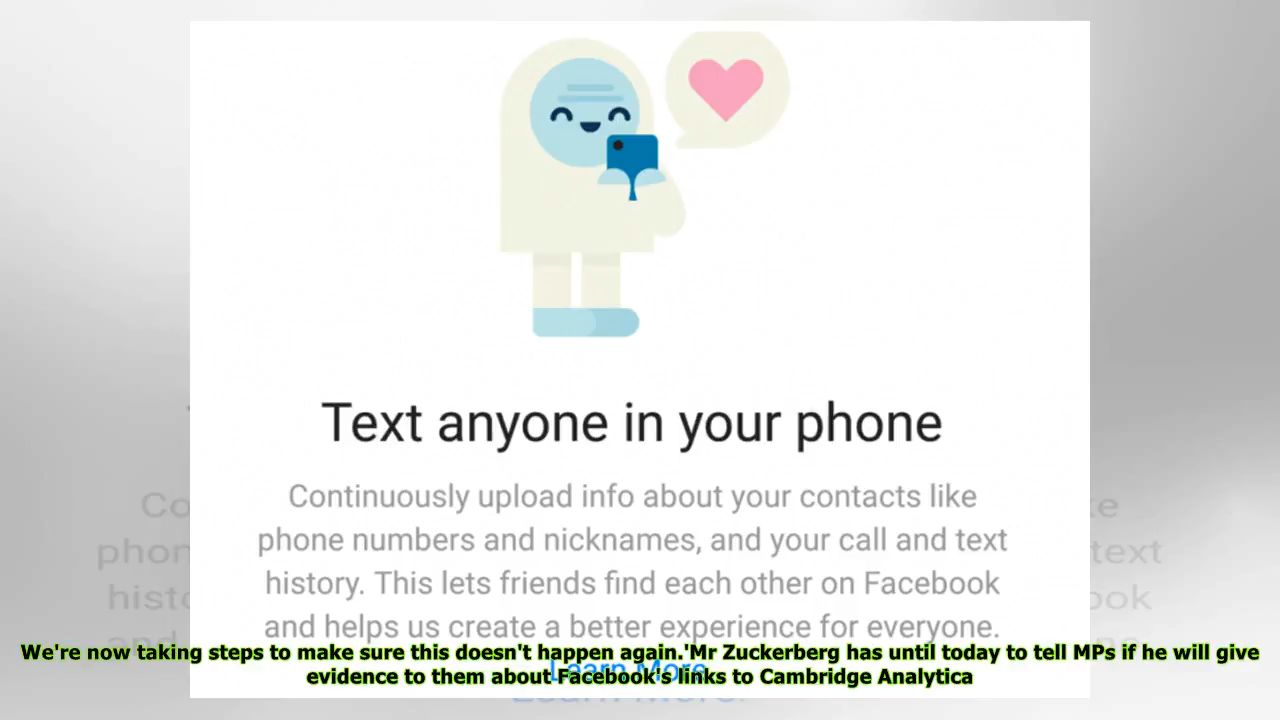 Text anyone in your phone
Continuously upload info about your contacts like
phone numbers and nicknames, and your call and text
history. This lets friends find each other on Facebook
and helps us create a better experience for everyone.
Learn More.
We're now taking steps to make sure this doesn't happen again.'Mr Zuckerberg has until today to tell MPs if he will give
evidence to them about Facebook's links to Cambridge Analytica